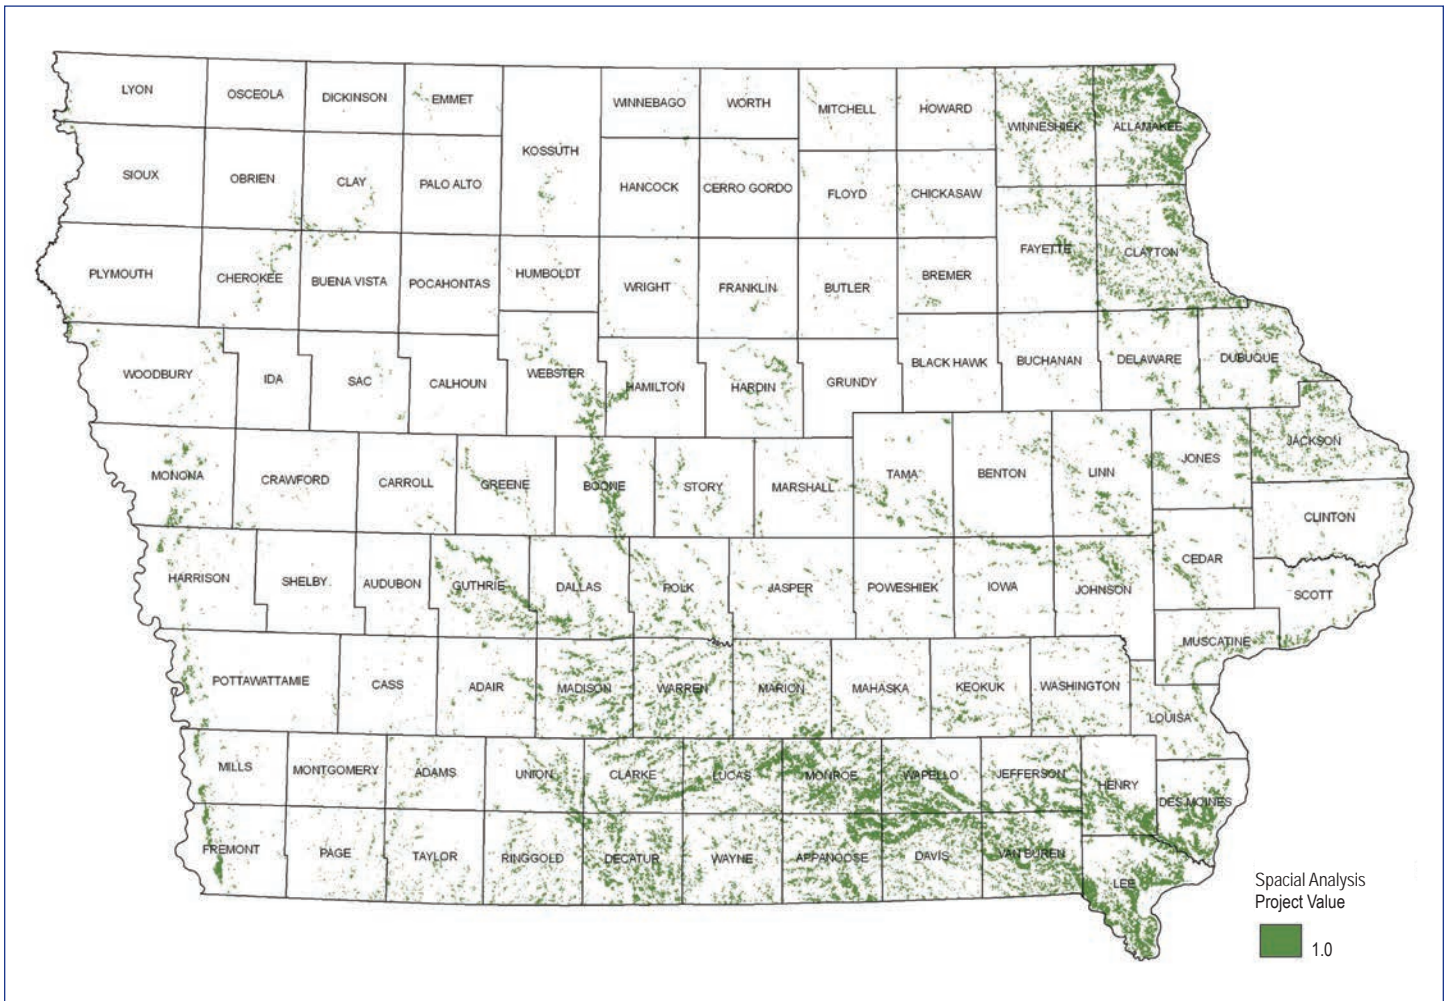 LYON
OSCEOLA
DICKINSON
EMMET
WINNEBAGO
WORTH
MITCHELL
HOWARD
WINNESHIEK
ALLAMAKEE
KOSSUTH
SIOUX
OBRIEN
CLAY
PALO ALTO
HANCOCK
CERRO GORDO
FLOYD
CHICKASAW
FAYETTE
CLAYTON
PLYMOUTH
CHEROKEE
BUENA VISTA
POCAHONTAS
HUMBOLDT
WRIGHT
FRANKLIN
BUTLER
BREMER
WOODBURY
IDA
SAC
CALHOUN
WEBSTER
HAMILTON
HARDIN
GRUNDY
BLACK HAWK
BUCHANAN
DELAWARE
DUBUQUE
MONONA
CRAWFORD
CARROLL
GREENE
BOONE
STORY
MARSHALL
TAMA
BENTON
LINN
JONES
JACKSON
CLINTON
HARRISON
SHELBY
AUDUBON
GUTHRIE
DALLAS
POLK
JASPER
POWESHIEK
IOWA
JOHNSON
CEDAR
SCOTT
MUSCATINE
POTTAWATTAMIE
CASS
ADAIR
MADISON
WARREN
MARION
MAHASKA
KEOKUK
WASHINGTON
LOUISA
MILLS
MONTGOMERY
ADAMS
UNION
CLARKE
LUCAS
MONROE
WAPELLO
JEFFERSON
HENRY
DES MOINES
FREMONT
PAGE
TAYLOR
RINGGOLD
DECATUR
WAYNE
APPANOOSE
DAVIS
VAN BUREN
LEE
Spacial Analysis
Project Value
1.0